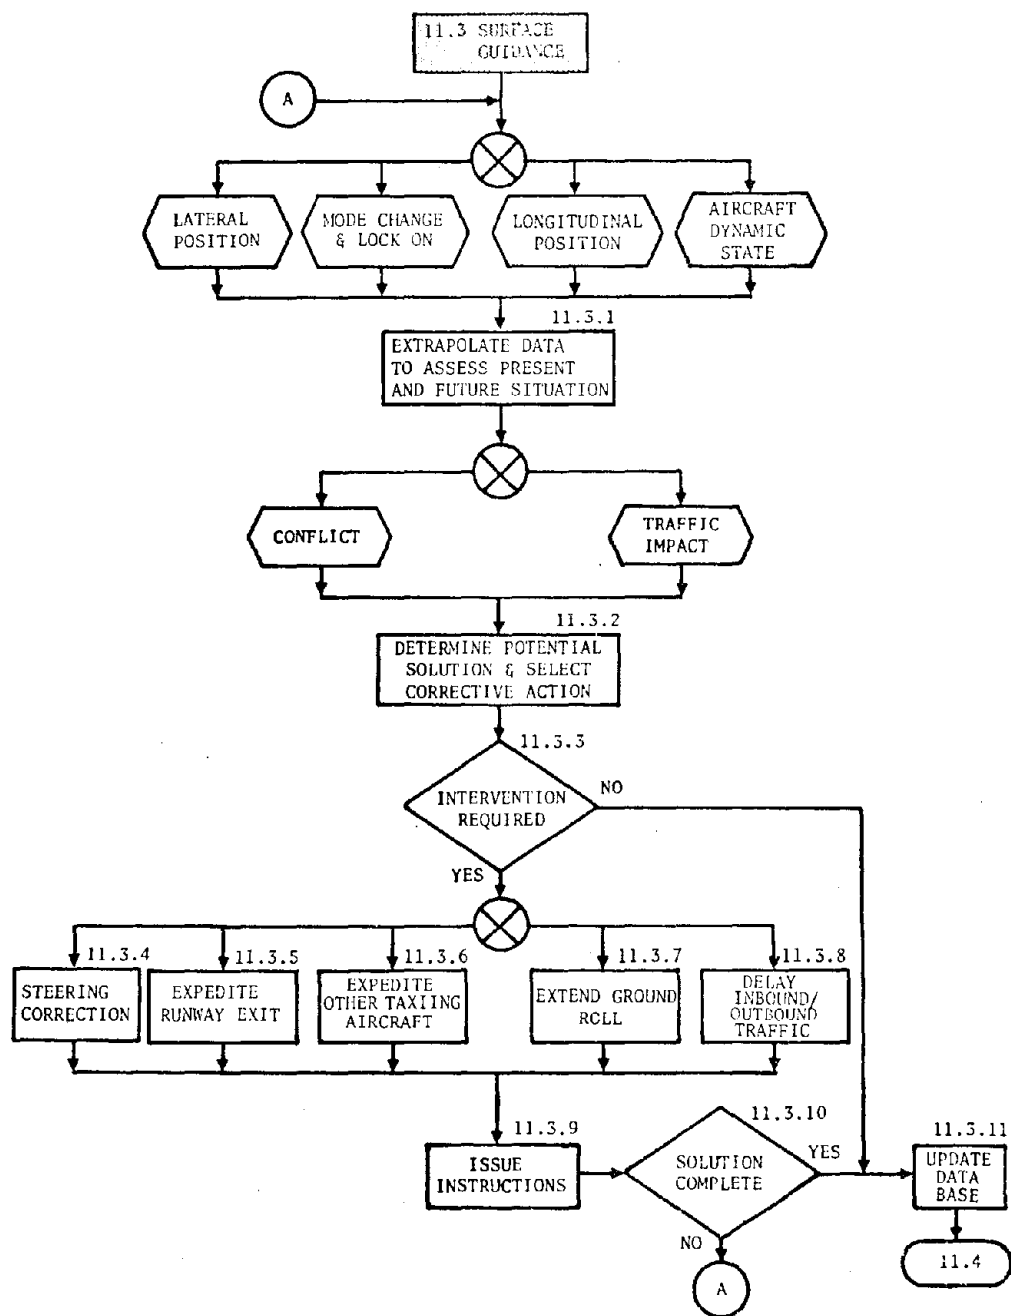 11.3 SURFACE
GUIDANCE
A
LATERAL
POSITION
MODE CHANGE
& LOCK ON
LONGITUDINAL
POSITION
AIRCRAFT
DYNAMIC
STATE
11.3.1
EXTRAPOLATE DATA
TO ASSESS PRESENT
AND FUTURE SITUATION
CONFLICT
TRAFFIC
IMPACT
11.3.2
DETERMINE POTENTIAL
SOLUTION & SELECT
CORRECTIVE ACTION
11.3.3
INTERVENTION
REQUIRED
NO
YES
11.3.4
STEERING
CORRECTION
11.3.5
EXPEDITE
RUNWAY EXIT
11.3.6
EXPEDITE
OTHER TAXIING
AIRCRAFT
11.3.7
EXTEND GROUND
ROLL
11.3.8
DELAY
INBOUND/
OUTBOUND
TRAFFIC
11.3.9
ISSUE
INSTRUCTIONS
11.3.10
SOLUTION
COMPLETE
YES
NO
A
11.3.11
UPDATE
DATA
BASE
11.4